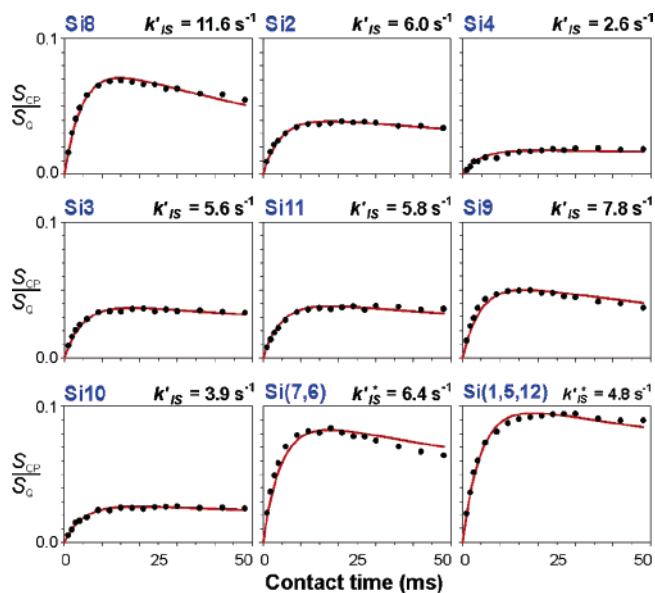 Si8 k'IS = 11.6 s-1 Si2 k'IS = 6.0 s-1 Si4 k'IS = 2.6 s-1
0.1
SCP
SQ
0.0
Si3 k'IS = 5.6 s-1 Si11 k'IS = 5.8 s-1 Si9 k'IS = 7.8 s-1
0.1
SCP
SQ
0.0
Si10 k'IS = 3.9 s-1 Si(7,6) k'IS* = 6.4 s-1 Si(1,5,12) k'IS* = 4.8 s-1
0.1
SCP
SQ
0.0
0 50 0 50 0 50
Contact time (ms)